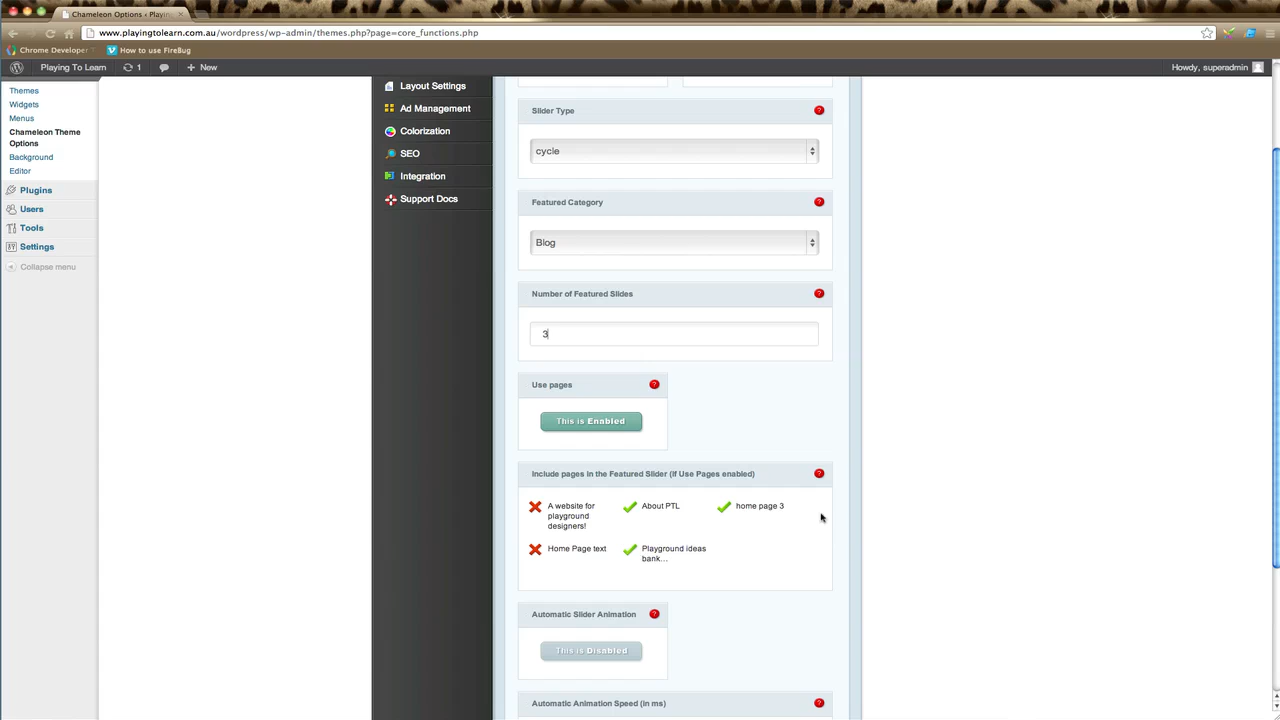 Chameleon Options ‹ Playin
www.playingtolearn.com.au/wordpress/wp-admin/themes.php?page=core_functions.php
Chrome Developer
How to use FireBug
Playing To Learn
1
New
Howdy, superadmin
Themes
Widgets
Menus
Chameleon Theme
Options
Background
Editor
Plugins
Users
Tools
Settings
Collapse menu
Layout Settings
Ad Management
Colorization
SEO
Integration
Support Docs
Slider Type
?
cycle
Featured Category
?
Blog
Number of Featured Slides
?
3
Use pages
?
This is Enabled
Include pages in the Featured Slider (if Use Pages enabled)
?
A website for
playground
designers!
About PTL
home page 3
Home Page text
Playground ideas
bank…
Automatic Slider Animation
?
This is Disabled
Automatic Animation Speed (in ms)
?